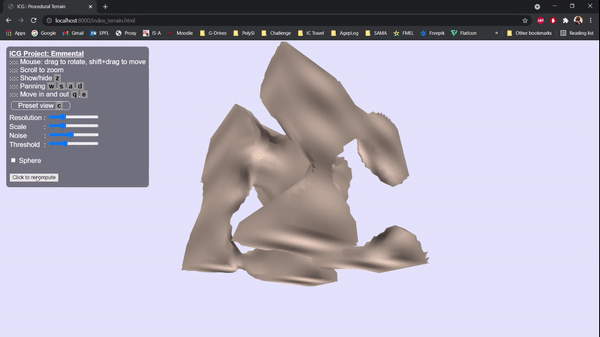 ICG : Procedural Terrain
localhost:8000/index_terrain.html
Apps Google Gmail EPFL Proxy IS-A Moodle G-Drives PolySI Challenge IC Travel AgepLog SAMA FMEL Freepik Flaticon Other bookmarks Reading list
ICG Project: Emmental
Mouse: drag to rotate, shift+drag to move
Scroll to zoom
Show/hide z
Panning w s a d
Move in and out q e
Preset view c
Resolution :
Scale :
Noise :
Threshold :
Sphere
Click to recompute